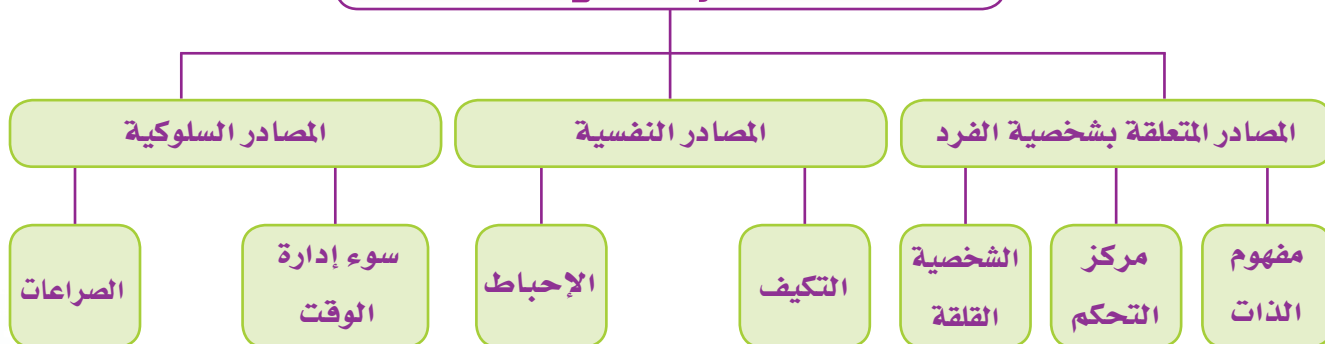 المصادر المتعلقة بشخصية الفرد
المصادر النفسية
المصادر السلوكية
مفهوم
الذات
مركز
التحكم
الشخصية
القلقة
التكيف
الإحباط
سوء إدارة
الوقت
الصراعات